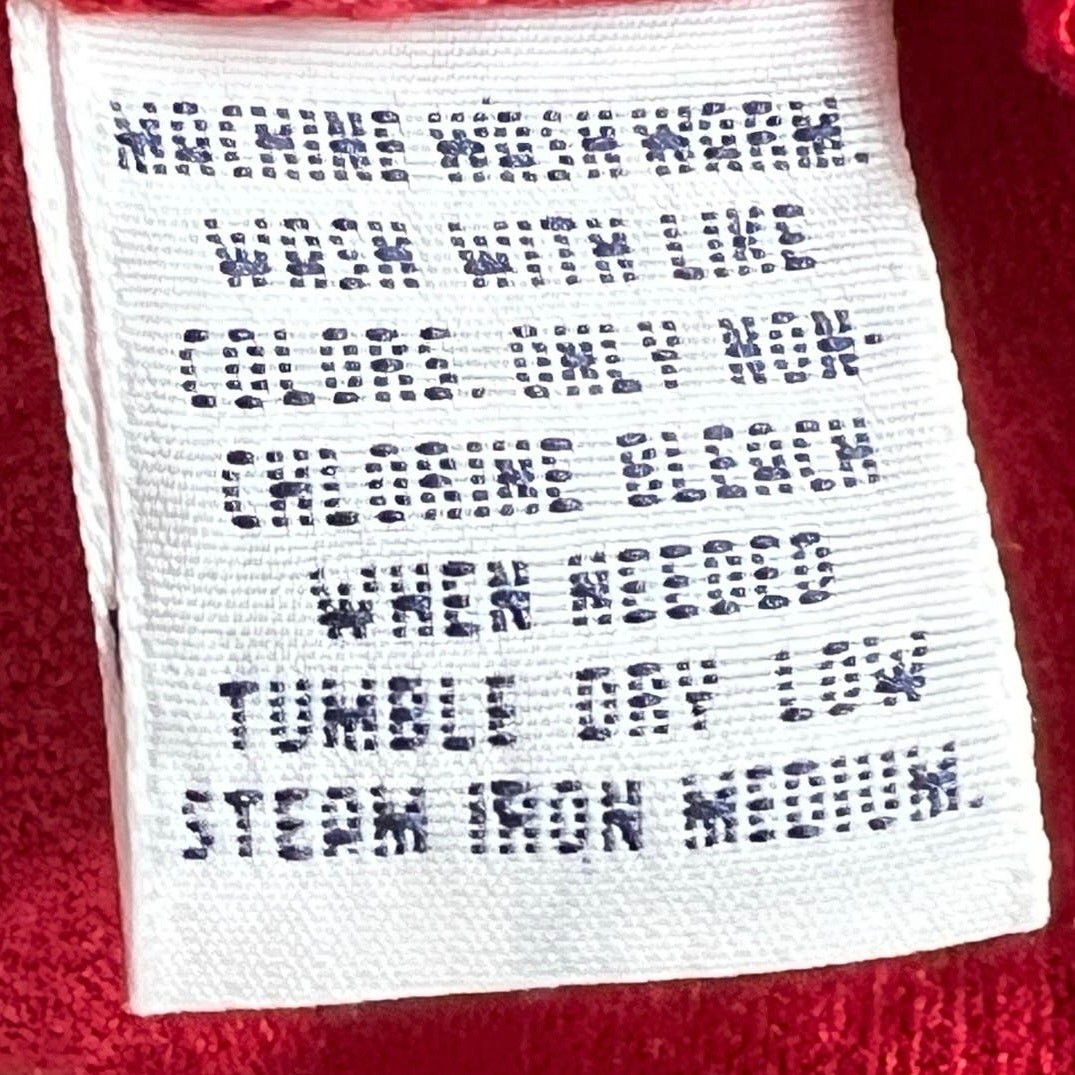 MACHINE WASH WARM.
WASH WITH LIKE
COLORS. ONLY NON-
CHLORINE BLEACH
WHEN NEEDED
TUMBLE DRY LOW
STEAM IRON MEDIUM.